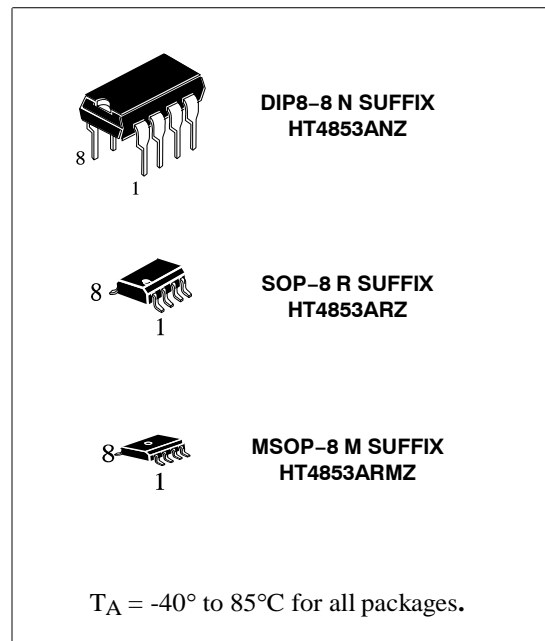 DIP8–8 N SUFFIX
HT4853ANZ
8
1
SOP-8 R SUFFIX
HT4853ARZ
8
1
MSOP–8 M SUFFIX
HT4853ARMZ
8
1
TA = -40° to 85°C for all packages.